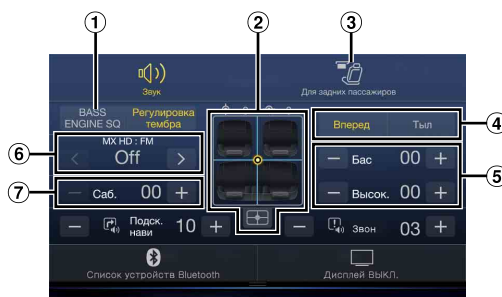 1
2
3
Звук
Для задних пассажиров
BASS
ENGINE SQ
Регулировка
тембра
Вперед
Тыл
4
6
MX HD : FM
< Off >
− Бас 00 +
5
7
− Саб. 00 +
− Высок. 00 +
− Подск.
нави 10 +
− Звон 03 +
Список устройств Bluetooth
Дисплей ВЫКЛ.